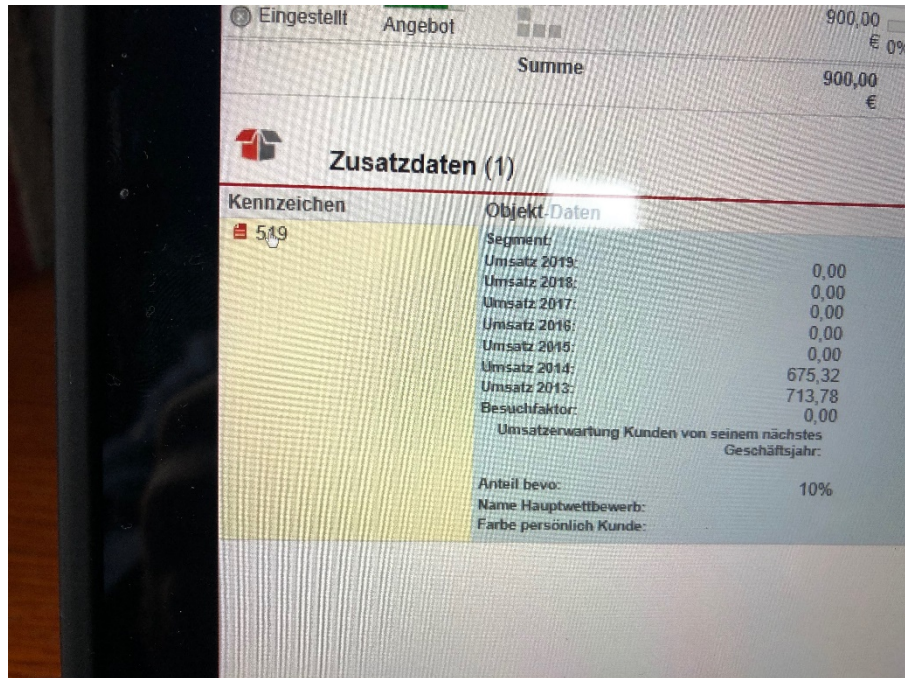 Eingestellt Angebot 900,00
€ 0%
Summe 900,00
€
Zusatzdaten (1)
Kennzeichen Objekt-Daten
519
Segment:
Umsatz 2019: 0,00
Umsatz 2018: 0,00
Umsatz 2017: 0,00
Umsatz 2016: 0,00
Umsatz 2015: 0,00
Umsatz 2014: 675,32
Umsatz 2013: 713,78
Besuchfaktor: 0,00
Umsatzerwartung Kunden von seinem nächstes
Geschäftsjahr:
Anteil bevo: 10%
Name Hauptwettbewerb:
Farbe persönlich Kunde: